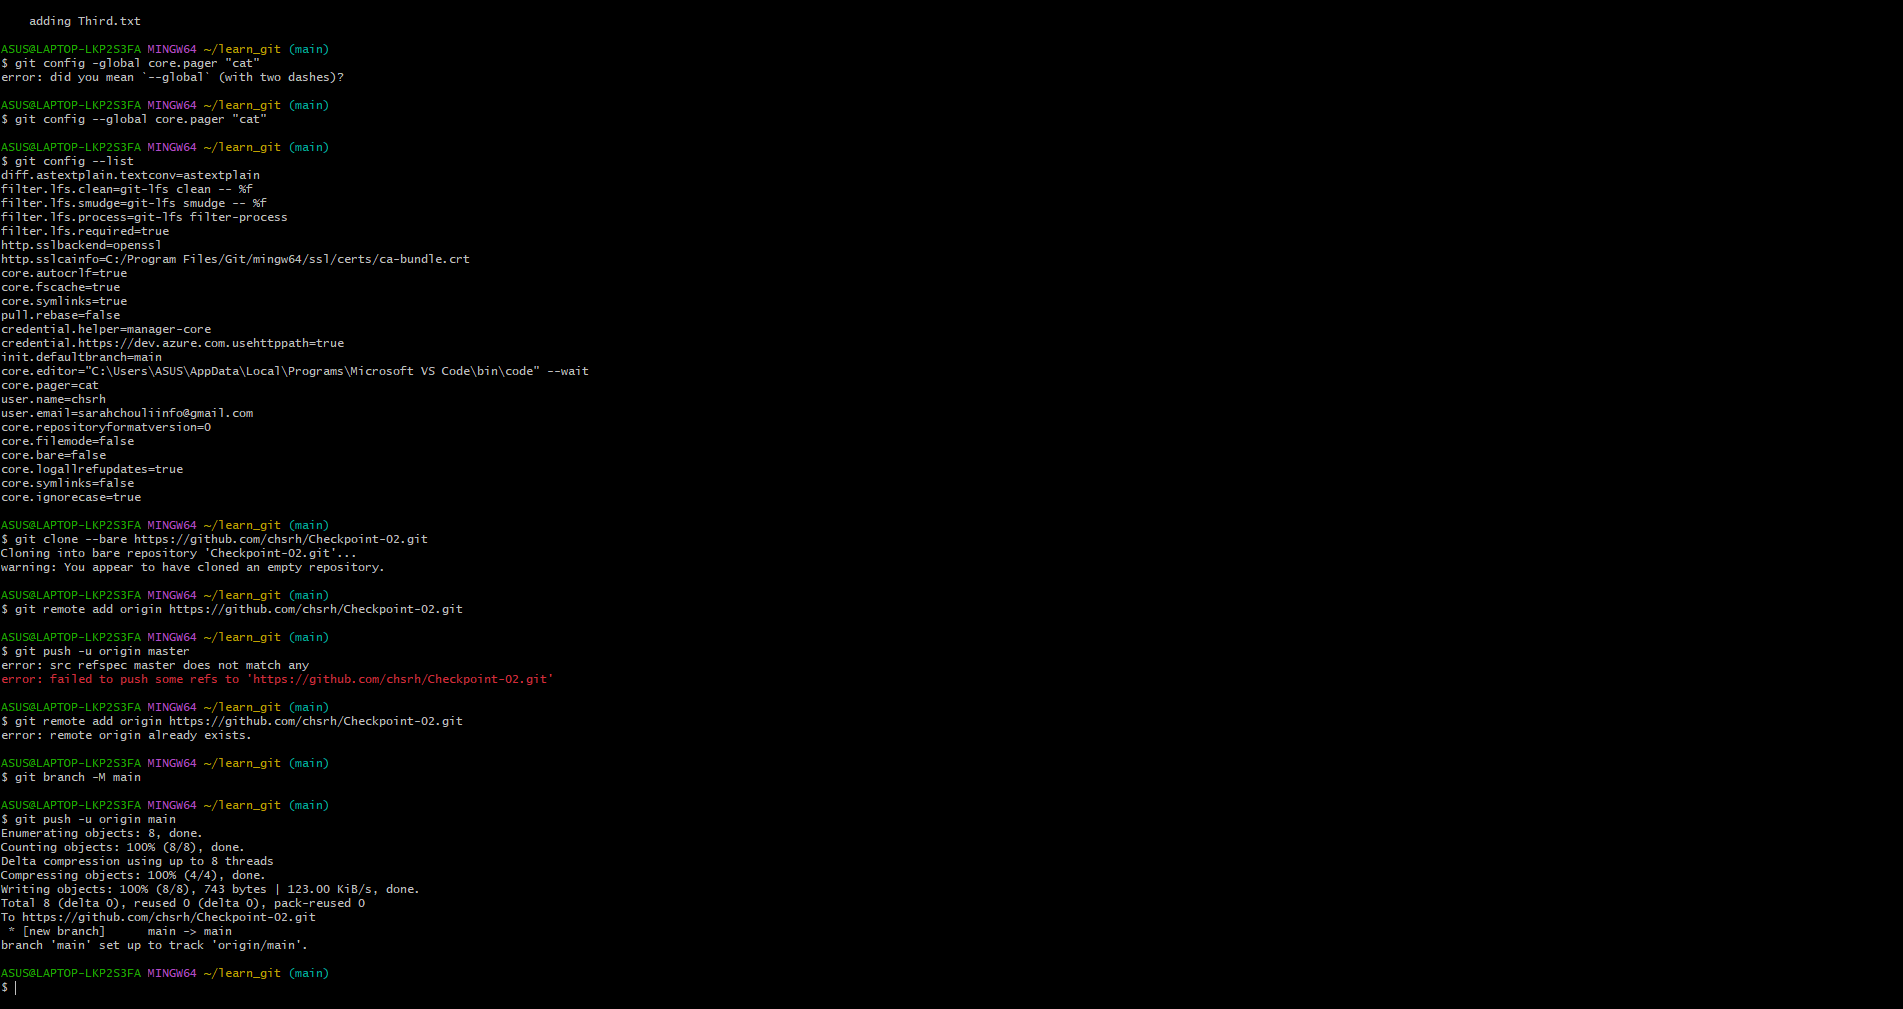 adding Third.txt
ASUS@LAPTOP-LKP2S3FA MINGW64 ~/learn_git (main)
$ git config -global core.pager "cat"
error: did you mean `--global` (with two dashes)?
ASUS@LAPTOP-LKP2S3FA MINGW64 ~/learn_git (main)
$ git config --global core.pager "cat"
ASUS@LAPTOP-LKP2S3FA MINGW64 ~/learn_git (main)
$ git config --list
diff.astextplain.textconv=astextplain
filter.lfs.clean=git-lfs clean -- %f
filter.lfs.smudge=git-lfs smudge -- %f
filter.lfs.process=git-lfs filter-process
filter.lfs.required=true
http.sslbackend=openssl
http.sslcainfo=C:/Program Files/Git/mingw64/ssl/certs/ca-bundle.crt
core.autocrlf=true
core.fscache=true
core.symlinks=true
pull.rebase=false
credential.helper=manager-core
credential.https://dev.azure.com.usehttppath=true
init.defaultbranch=main
core.editor="C:\Users\ASUS\AppData\Local\Programs\Microsoft VS Code\bin\code" --wait
core.pager=cat
user.name=chsrh
user.email=sarahchouliinfo@gmail.com
core.repositoryformatversion=0
core.filemode=false
core.bare=false
core.logallrefupdates=true
core.symlinks=false
core.ignorecase=true
ASUS@LAPTOP-LKP2S3FA MINGW64 ~/learn_git (main)
$ git clone --bare https://github.com/chsrh/Checkpoint-02.git
Cloning into bare repository 'Checkpoint-02.git'...
warning: You appear to have cloned an empty repository.
ASUS@LAPTOP-LKP2S3FA MINGW64 ~/learn_git (main)
$ git remote add origin https://github.com/chsrh/Checkpoint-02.git
ASUS@LAPTOP-LKP2S3FA MINGW64 ~/learn_git (main)
$ git push -u origin master
error: src refspec master does not match any
error: failed to push some refs to 'https://github.com/chsrh/Checkpoint-02.git'
ASUS@LAPTOP-LKP2S3FA MINGW64 ~/learn_git (main)
$ git remote add origin https://github.com/chsrh/Checkpoint-02.git
error: remote origin already exists.
ASUS@LAPTOP-LKP2S3FA MINGW64 ~/learn_git (main)
$ git branch -M main
ASUS@LAPTOP-LKP2S3FA MINGW64 ~/learn_git (main)
$ git push -u origin main
Enumerating objects: 8, done.
Counting objects: 100% (8/8), done.
Delta compression using up to 8 threads
Compressing objects: 100% (4/4), done.
Writing objects: 100% (8/8), 743 bytes | 123.00 KiB/s, done.
Total 8 (delta 0), reused 0 (delta 0), pack-reused 0
To https://github.com/chsrh/Checkpoint-02.git
* [new branch] main -> main
branch 'main' set up to track 'origin/main'.
ASUS@LAPTOP-LKP2S3FA MINGW64 ~/learn_git (main)
$